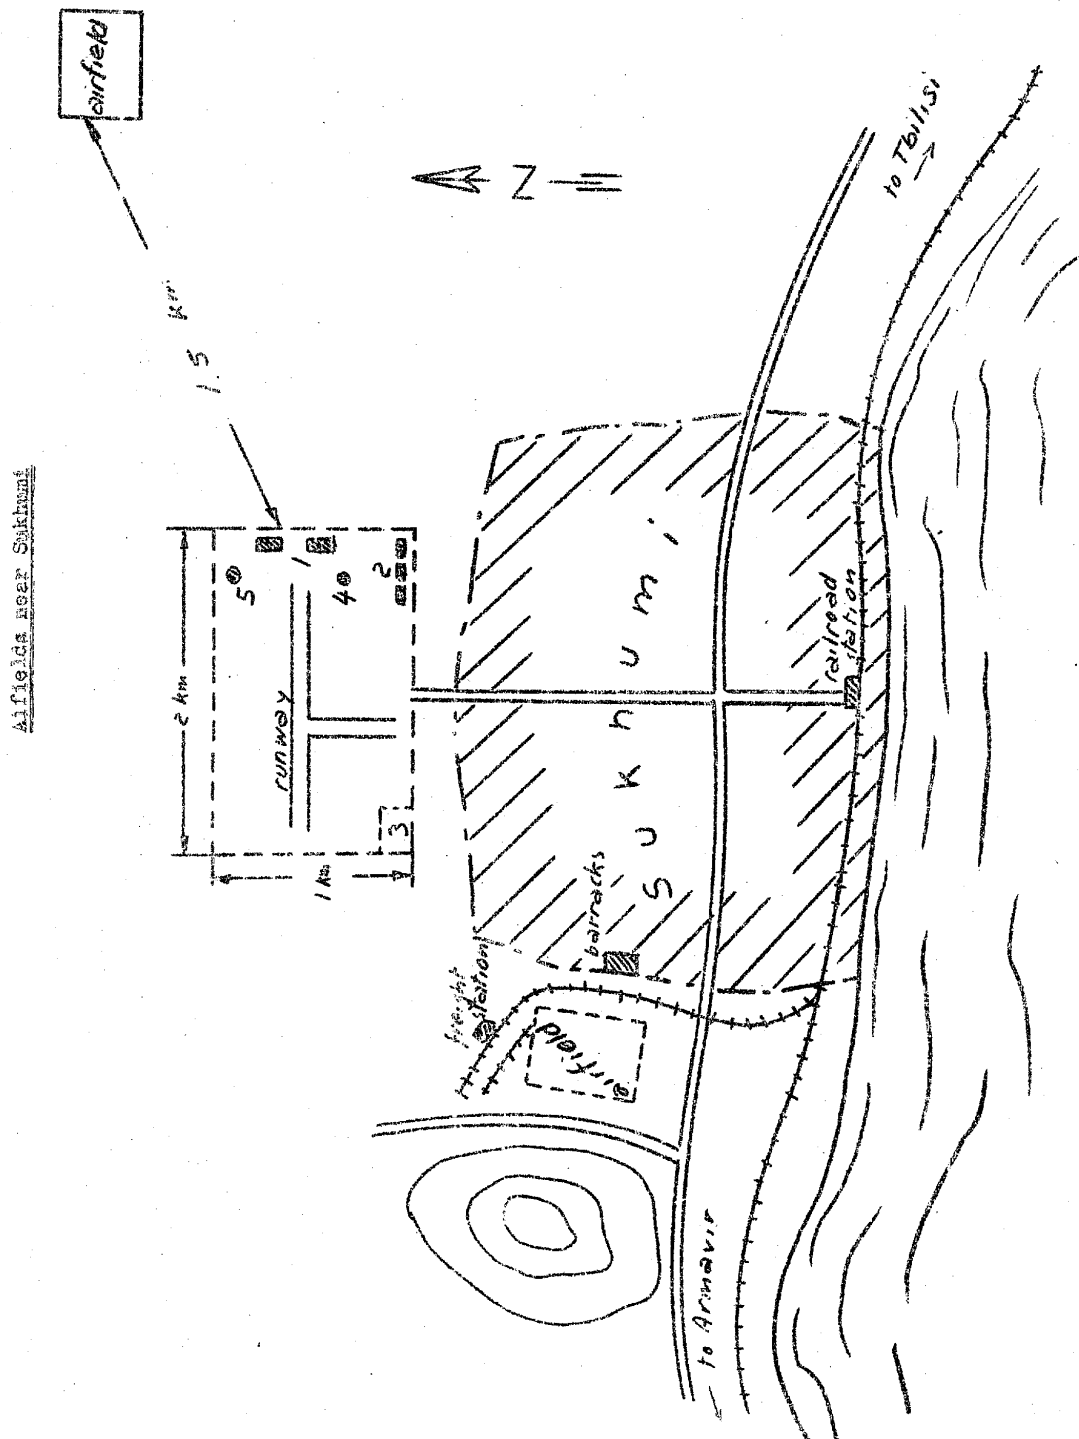 Aifields near Sukhumi
airfield
1.5 km
N
2 km
1 km
5
1
4
2
3
runway
Sukhumi
freight
station
airfield
barracks
railroad
station
to Armavir
to Tbilisi